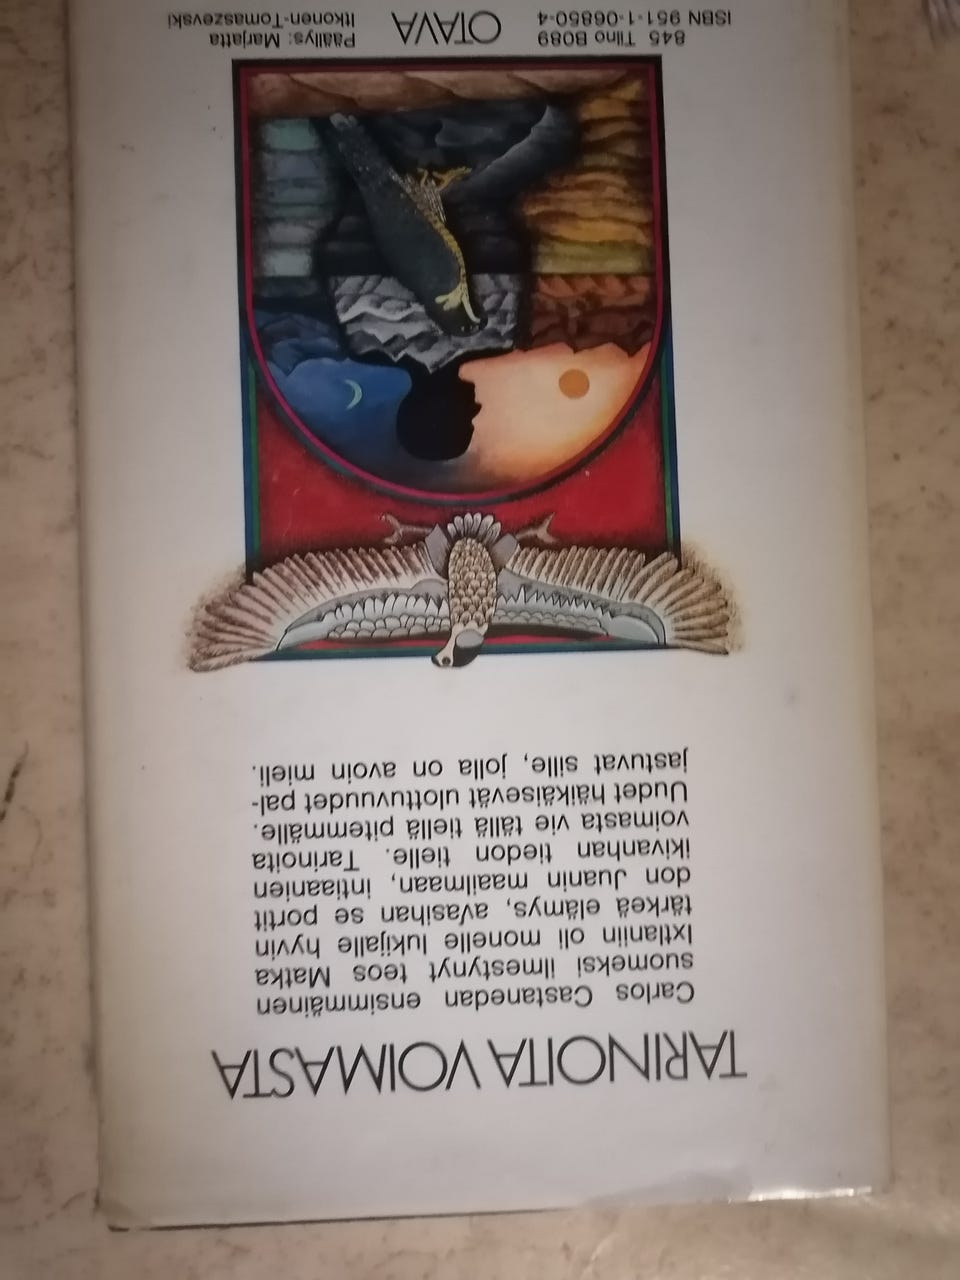 TARINOITA VOIMASTA
Carlos Castanedan ensimmäinen
suomeksi ilmestynyt teos Matka
Ixtlaniin oli monelle lukijalle hyvin
tärkeä elämys, avasihan se portit
don Juanin maailmaan, intiaanien
ikivanhan tiedon tielle. Tarinoita
voimasta vie tällä tiellä pitemmälle.
Uudet häikäisevät ulottuvuudet pal-
jastuvat sille, jolla on avoin mieli.
845 Tiino B089
ISBN 951-1-06850-4
OTAVA
Päällys: Marjatta
Itkonen-Tomaszevski